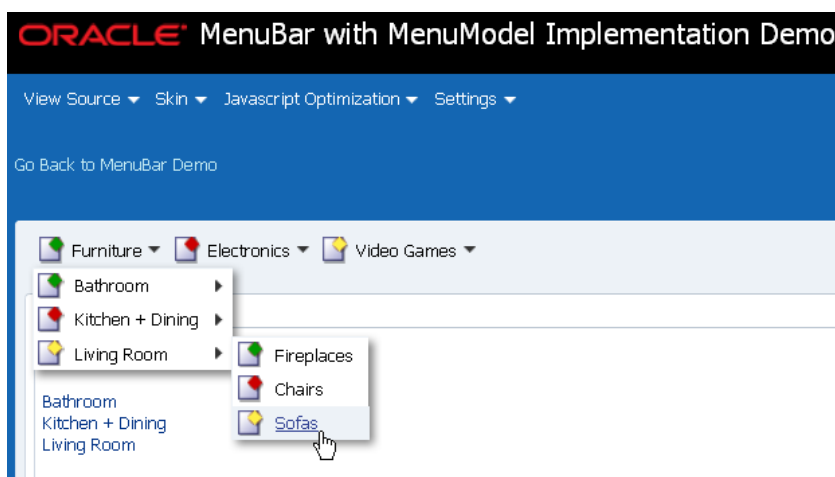 ORACLE MenuBar with MenuModel Implementation Demo
View Source Skin Javascript Optimization Settings
Go Back to MenuBar Demo
Furniture Electronics Video Games
Bathroom
Kitchen + Dining
Living Room
Fireplaces
Chairs
Sofas
Bathroom
Kitchen + Dining
Living Room